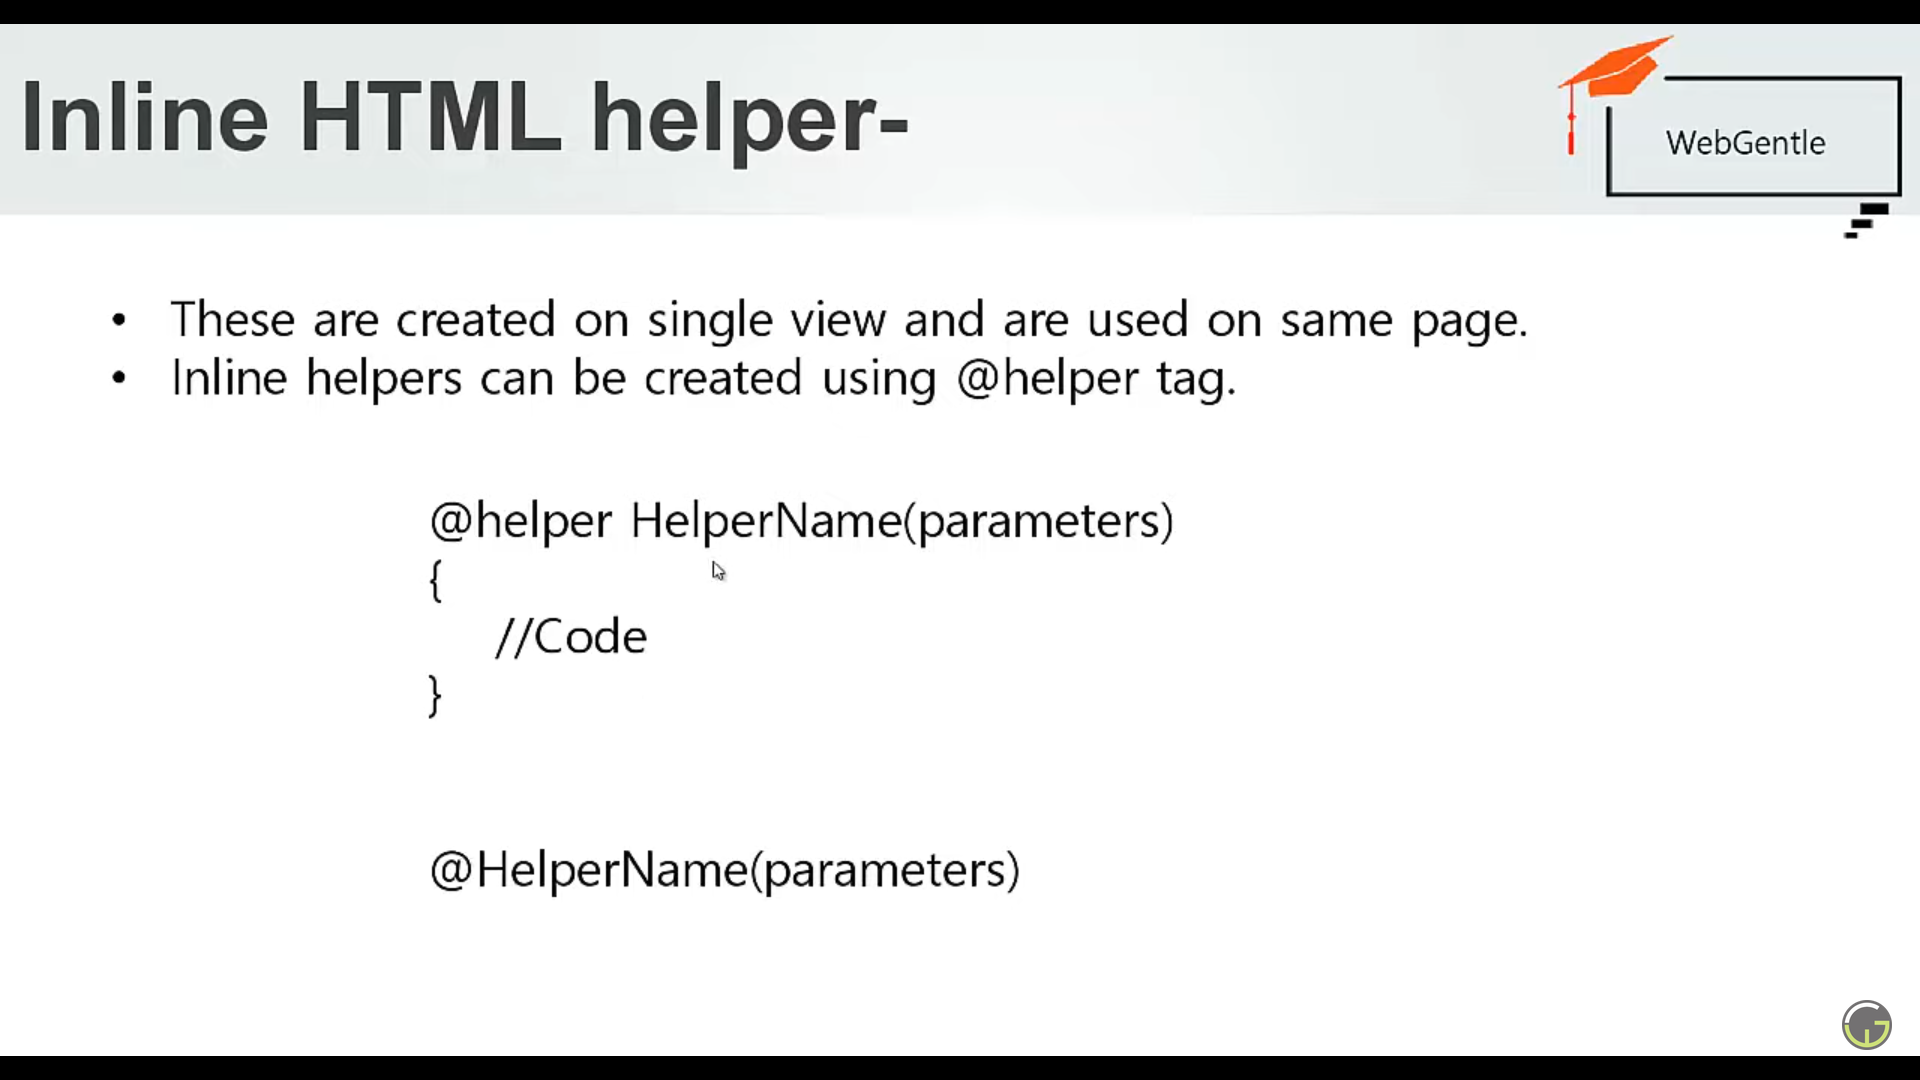 Inline HTML helper-
WebGentle
• These are created on single view and are used on same page.
• Inline helpers can be created using @helper tag.
@helper HelperName(parameters)
{
//Code
}
@HelperName(parameters)